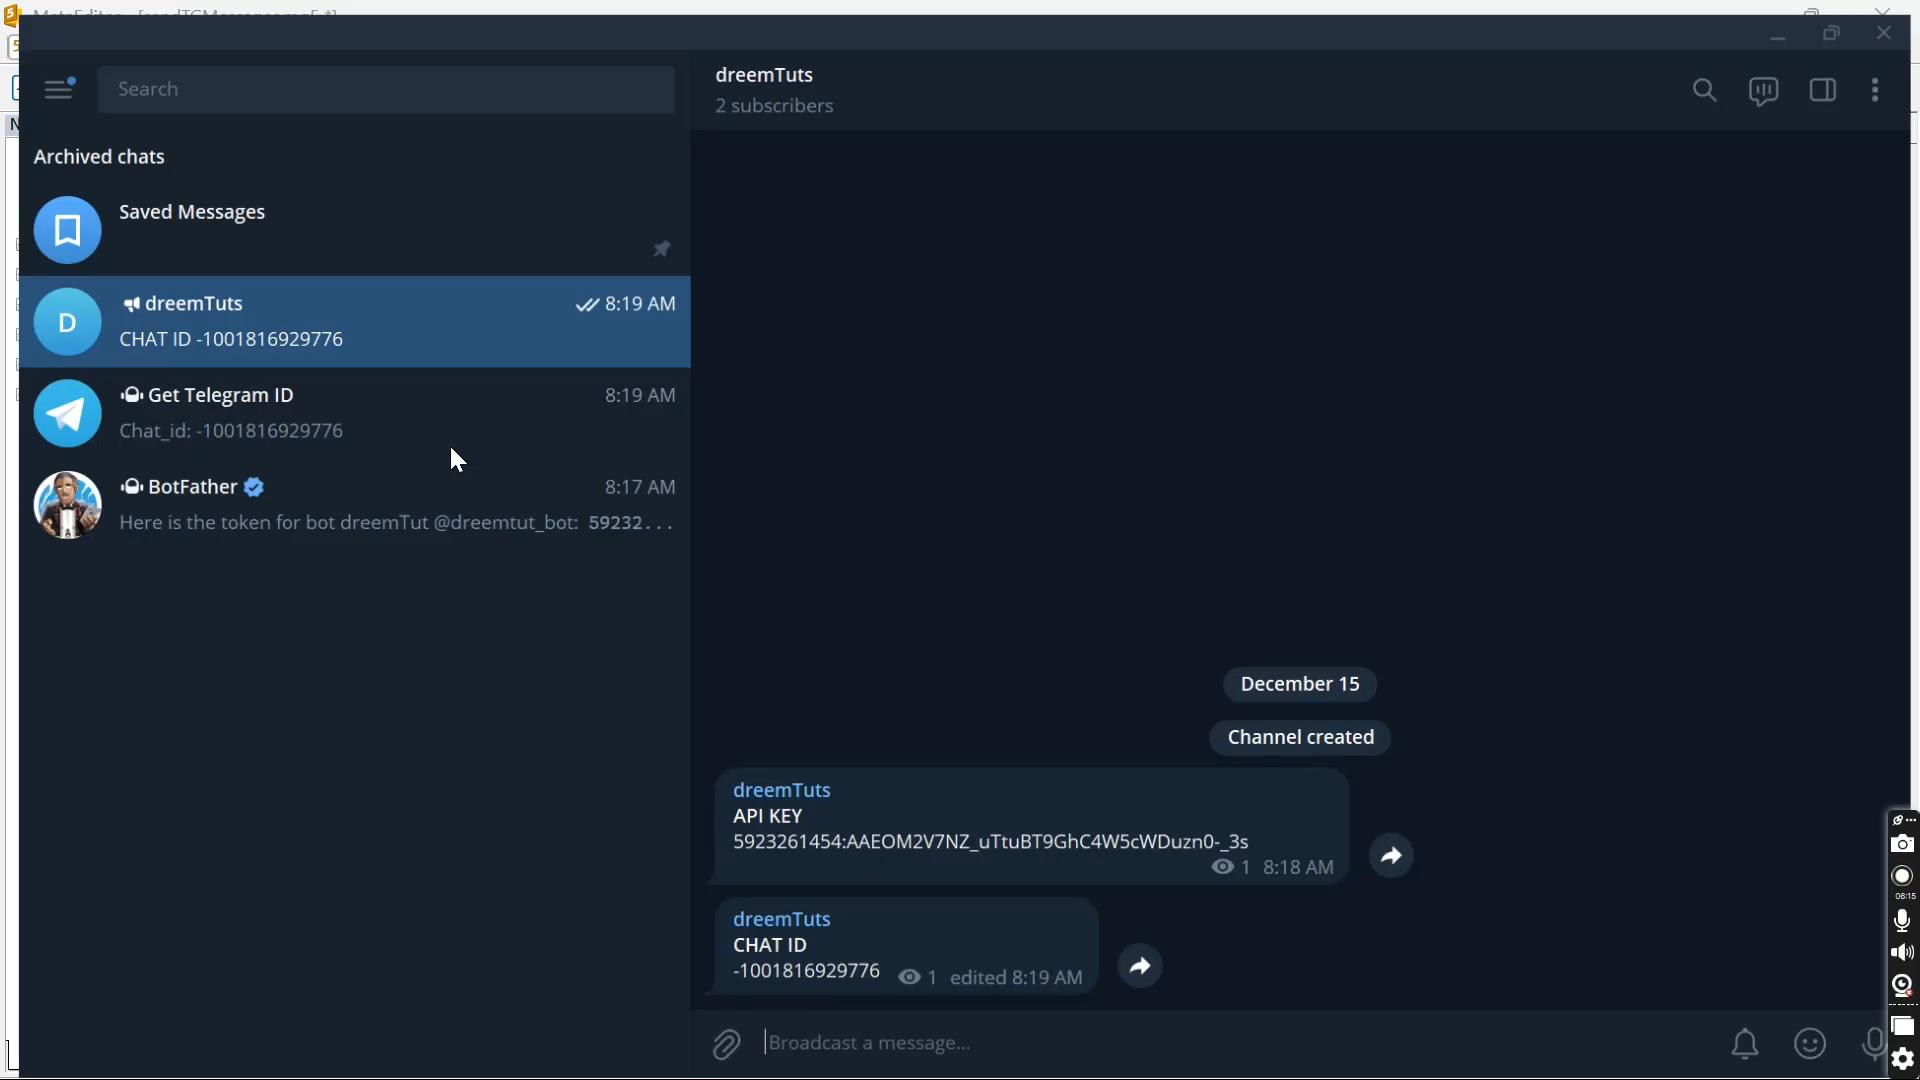 Search
Archived chats
Saved Messages
dreemTuts
8:19 AM
CHAT ID -1001816929776
Get Telegram ID
8:19 AM
Chat_id: -1001816929776
BotFather
8:17 AM
Here is the token for bot dreemTut @dreemtut_bot: 59232...
dreemTuts
2 subscribers
December 15
Channel created
dreemTuts
API KEY
5923261454:AAEOM2V7NZ_uTtuBT9GhC4W5cWDuzn0-_3s
1 8:18 AM
dreemTuts
CHAT ID
-1001816929776
1 edited 8:19 AM
Broadcast a message...
06:15